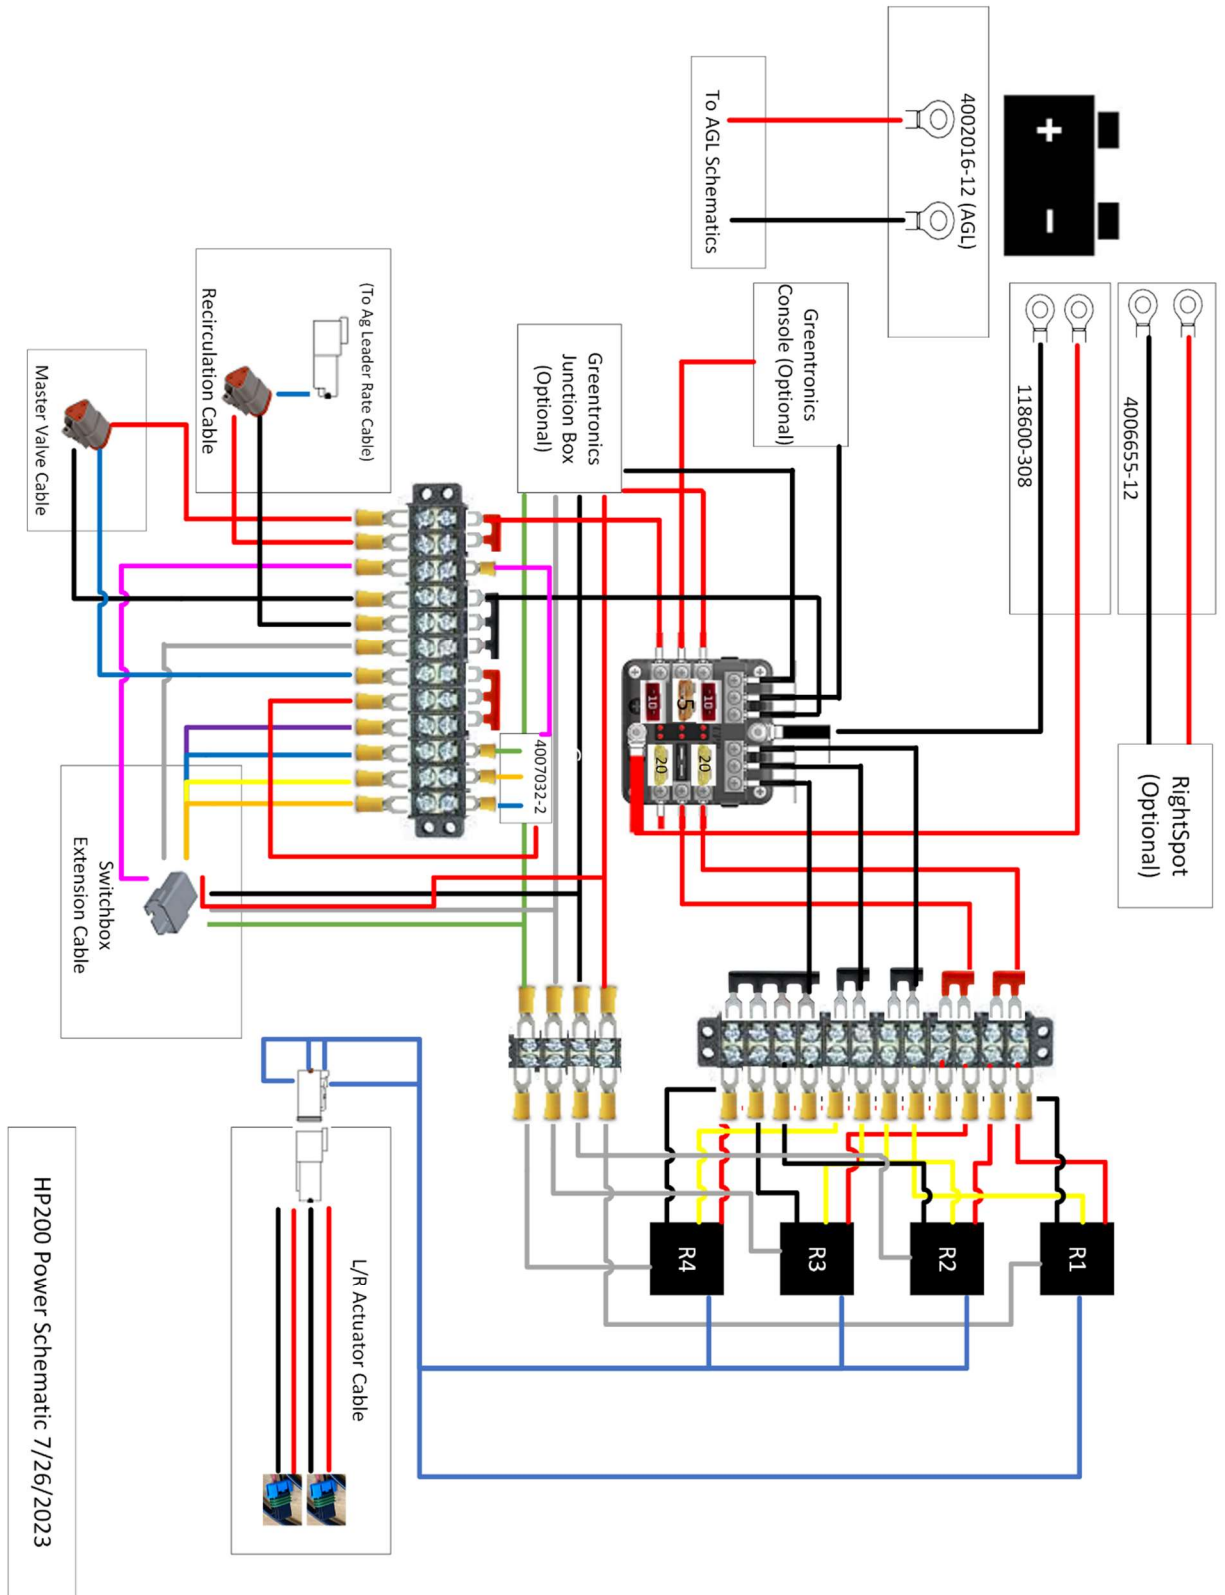 4002016-12 (AGL)
To AGL Schematics
+
-
RightSpot
(Optional)
4006655-12
118600-308
Greentronics
Console (Optional)
Greentronics
Junction Box
(Optional)
(To Ag Leader Rate Cable)
Recirculation Cable
Master Valve Cable
-10-
5
-10-
20
20
4007032-2
Switchbox
Extension Cable
R1
R2
R3
R4
L/R Actuator Cable
HP200 Power Schematic 7/26/2023